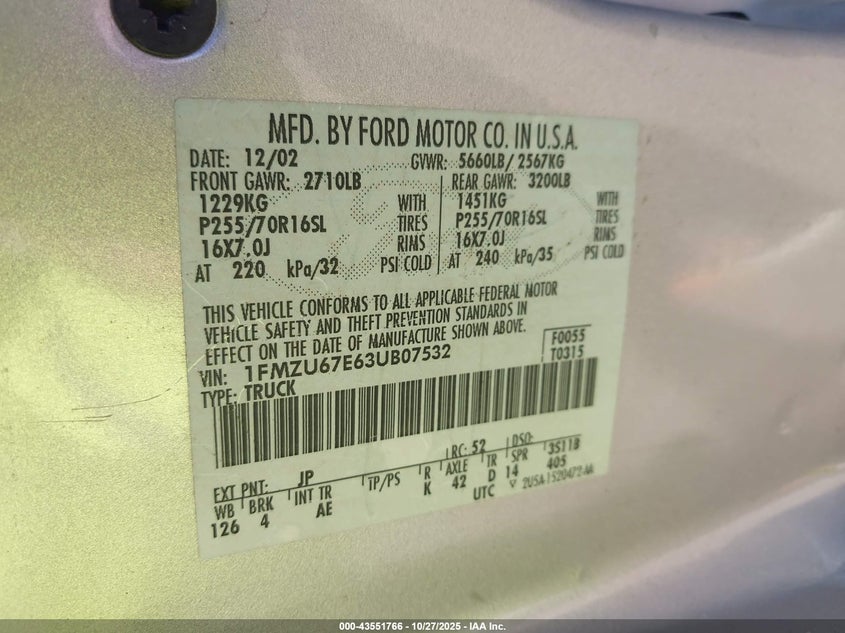 MFD. BY FORD MOTOR CO. IN U.S.A.
DATE: 12/02 GVWR: 5660LB/ 2567KG
FRONT GAWR: 2710LB REAR GAWR: 3200LB
1229KG WITH 1451KG WITH
P255/70R16SL TIRES P255/70R16SL TIRES
16X7.0J RIMS 16X7.0J RIMS
AT 220 kPa/32 PSI COLD AT 240 kPa/35 PSI COLD
THIS VEHICLE CONFORMS TO ALL APPLICABLE FEDERAL MOTOR
VEHICLE SAFETY AND THEFT PREVENTION STANDARDS IN
EFFECT ON THE DATE OF MANUFACTURE SHOWN ABOVE.
VIN: 1FMZU67E63UB07532 F0055
TYPE: TRUCK T0315
EXT PNT: JP RC: 52 DSO:
WB BRK INT TR TP/PS R AXLE TR SPR 3S11B
126 4 AE K 42 D 14 405
UTC 2U5A-1520472-AA
000-43551766 - 10/27/2025 - IAA Inc.